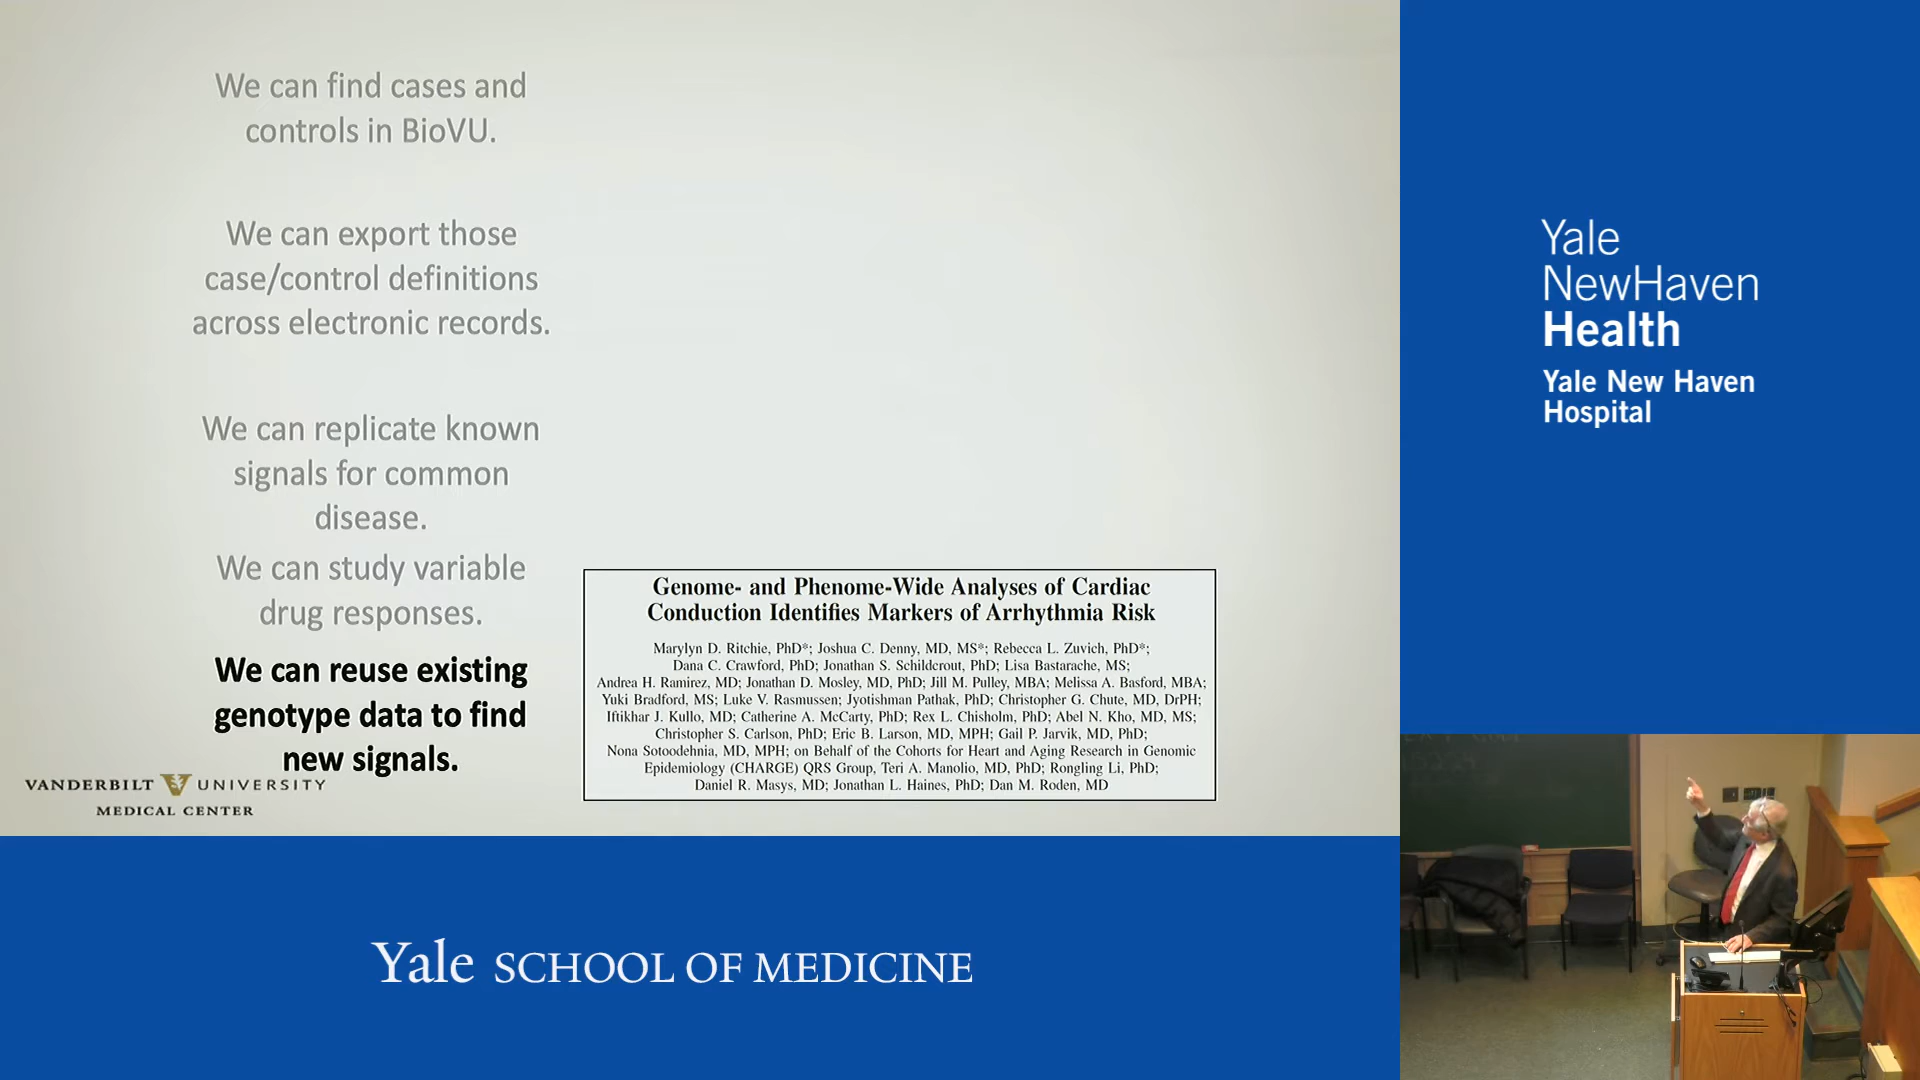 We can find cases and
controls in BioVU.
We can export those
case/control definitions
across electronic records.
We can replicate known
signals for common
disease.
We can study variable
drug responses.
We can reuse existing
genotype data to find
new signals.
VANDERBILT UNIVERSITY
MEDICAL CENTER
Genome- and Phenome-Wide Analyses of Cardiac
Conduction Identifies Markers of Arrhythmia Risk
Marylyn D. Ritchie, PhD*; Joshua C. Denny, MD, MS*; Rebecca L. Zuvich, PhD*;
Dana C. Crawford, PhD; Jonathan S. Schildcrout, PhD; Lisa Bastarache, MS;
Andrea H. Ramirez, MD; Jonathan D. Mosley, MD, PhD; Jill M. Pulley, MBA; Melissa A. Basford, MBA;
Yuki Bradford, MS; Luke V. Rasmussen; Jyotishman Pathak, PhD; Christopher G. Chute, MD, DrPH;
Iftikhar J. Kullo, MD; Catherine A. McCarty, PhD; Rex L. Chisholm, PhD; Abel N. Kho, MD, MS;
Christopher S. Carlson, PhD; Eric B. Larson, MD, MPH; Gail P. Jarvik, MD, PhD;
Nona Sotoodehnia, MD, MPH; on Behalf of the Cohorts for Heart and Aging Research in Genomic
Epidemiology (CHARGE) QRS Group, Teri A. Manolio, MD, PhD; Rongling Li, PhD;
Daniel R. Masys, MD; Jonathan L. Haines, PhD; Dan M. Roden, MD
Yale
NewHaven
Health
Yale New Haven
Hospital
Yale SCHOOL OF MEDICINE